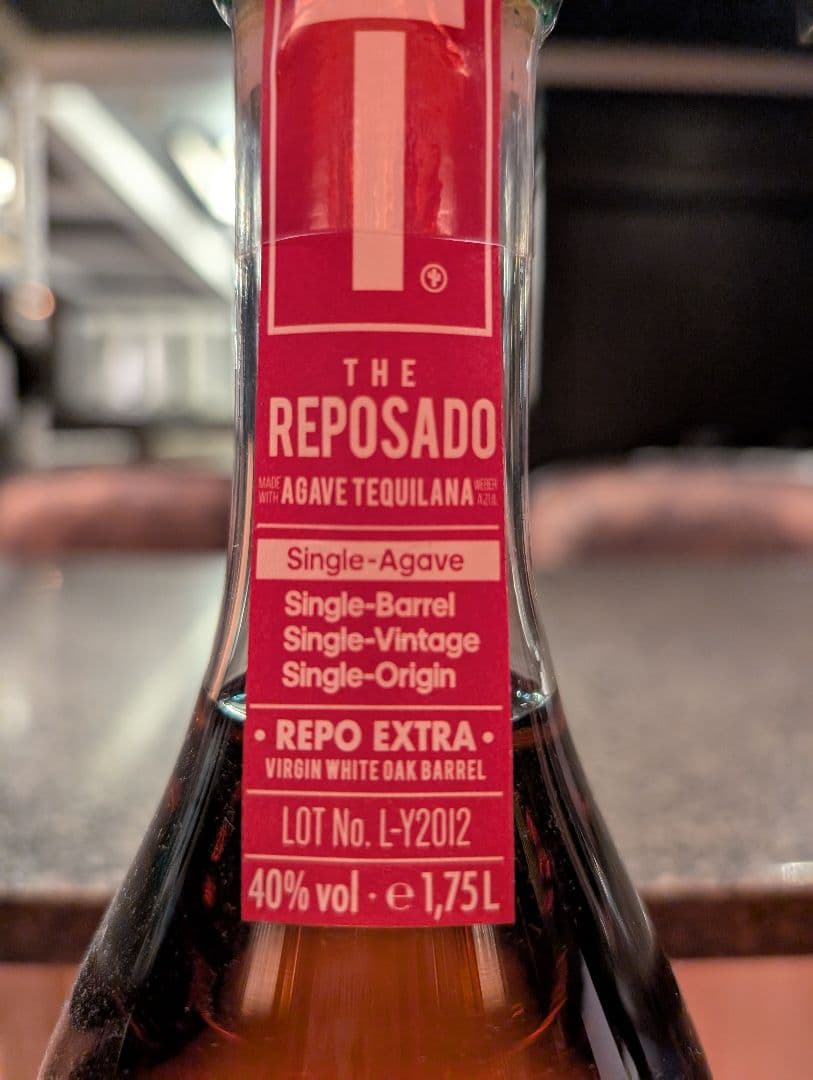 T
THE
REPOSADO
MADE WITH AGAVE TEQUILANA WEBER AZUL
Single-Agave
Single-Barrel
Single-Vintage
Single-Origin
• REPO EXTRA •
VIRGIN WHITE OAK BARREL
LOT No. L-Y2012
40% vol · e 1,75L